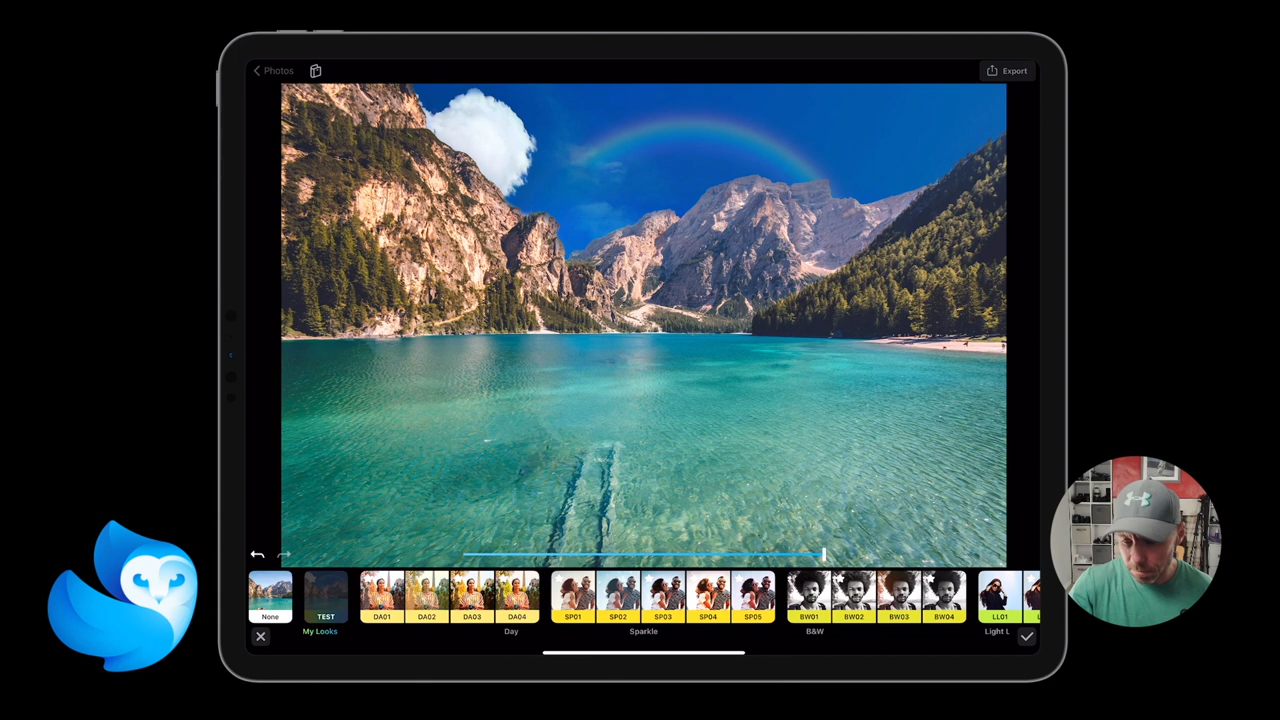 Photos
Export
None
TEST
DA01
DA02
DA03
DA04
SP01
SP02
SP03
SP04
SP05
BW01
BW02
BW03
BW04
LL01
L
My Looks
Day
Sparkle
B&W
Light L